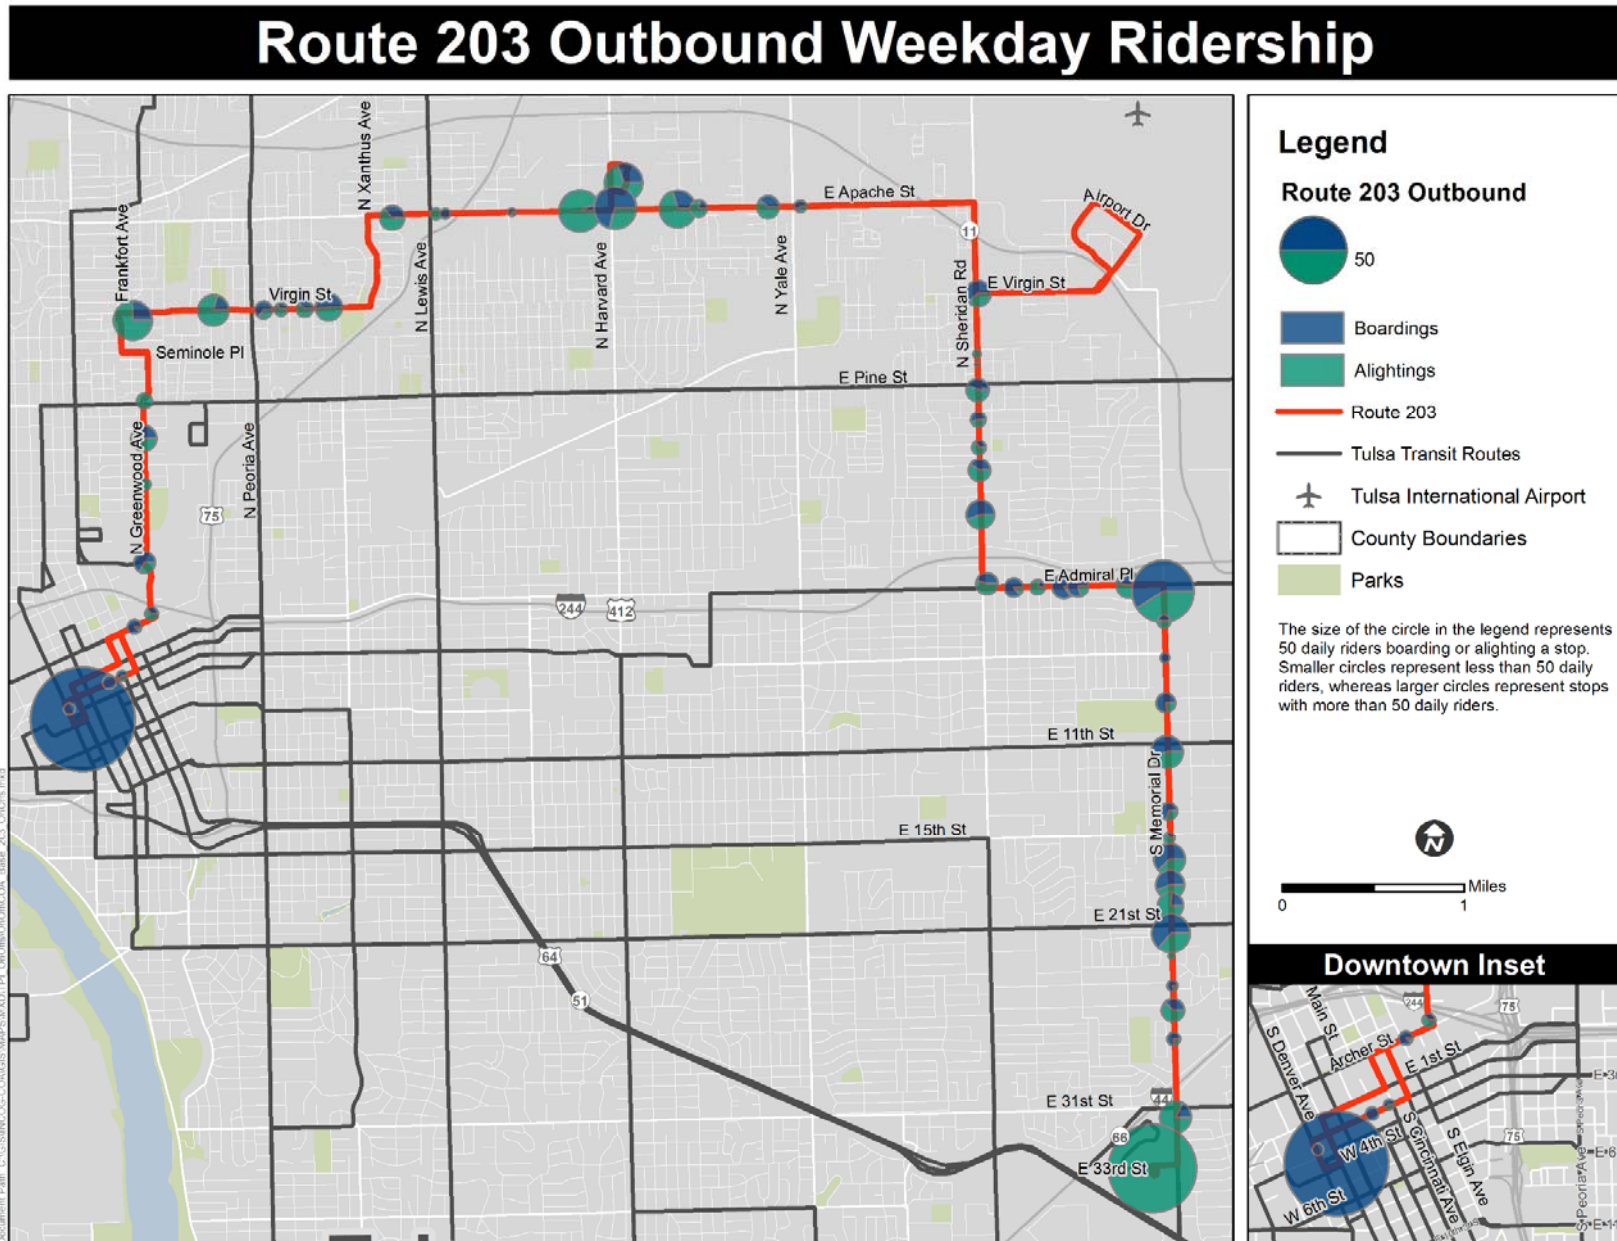 Route 203 Outbound Weekday Ridership
N Xanthus Ave
Frankfort Ave
E Apache St
Airport Dr
11
N Lewis Ave
N Harvard Ave
N Yale Ave
N Sheridan Rd
E Virgin St
Virgin St
Seminole Pl
E Pine St
N Greenwood Ave
N Peoria Ave
75
E Admiral Pl
244
412
E 11th St
S Memorial Dr
E 15th St
E 21st St
64
51
E 31st St
44
66
E 33rd St
Legend
Route 203 Outbound
50
Boardings
Alightings
Route 203
Tulsa Transit Routes
Tulsa International Airport
County Boundaries
Parks
The size of the circle in the legend represents
50 daily riders boarding or alighting a stop.
Smaller circles represent less than 50 daily
riders, whereas larger circles represent stops
with more than 50 daily riders.
N
Miles
0
1
Downtown Inset
Main St
244
75
S Denver Ave
Archer St
E 1st St
W 4th St
S Cincinnati Ave
S Elgin Ave
75
S Peoria Ave
W 6th St